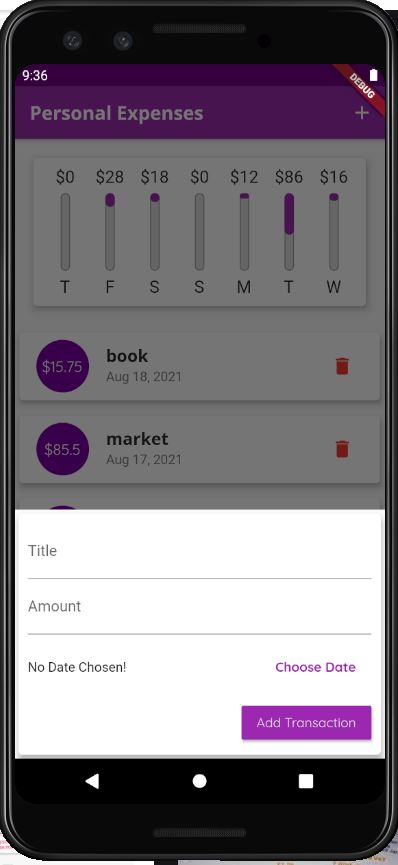 9:36
DEBUG
Personal Expenses +
$0 $28 $18 $0 $12 $86 $16
T F S S M T W
$15.75
book
Aug 18, 2021
$85.5
market
Aug 17, 2021
Title
Amount
No Date Chosen! Choose Date
Add Transaction